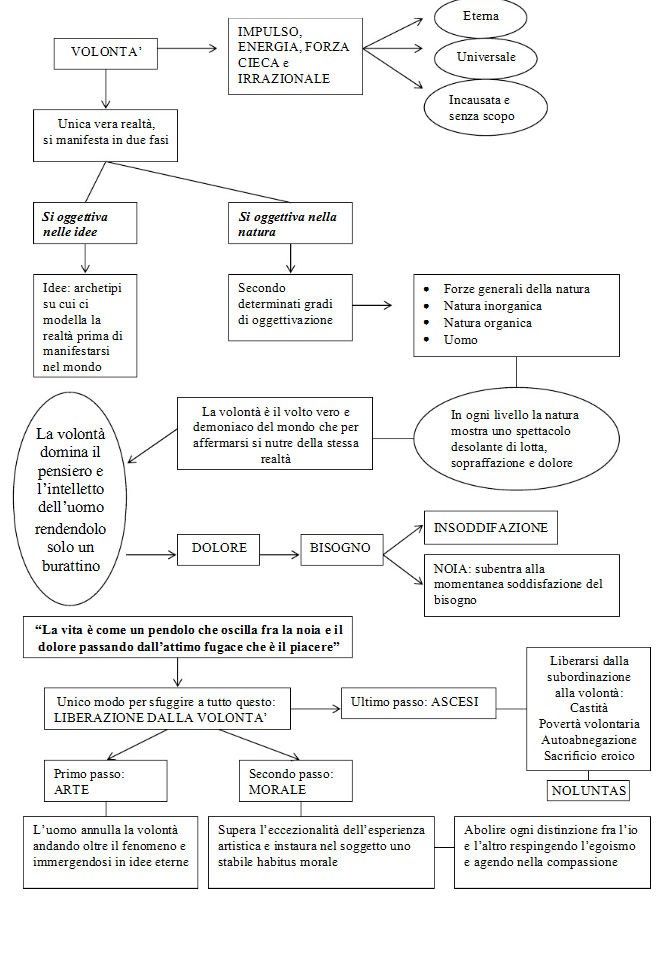 VOLONTA’
IMPULSO,
ENERGIA, FORZA
CIECA e
IRRAZIONALE
Eterna
Universale
Incausata e
senza scopo
Unica vera realtà,
si manifesta in due fasi
Si oggettiva
nelle idee
Si oggettiva nella
natura
Idee: archetipi
su cui ci
modella la
realtà prima di
manifestarsi
nel mondo
Secondo
determinati gradi
di oggettivazione
• Forze generali della natura
• Natura inorganica
• Natura organica
• Uomo
In ogni livello la natura
mostra uno spettacolo
desolante di lotta,
sopraffazione e dolore
La volontà è il volto vero e
demoniaco del mondo che per
affermarsi si nutre della stessa
realtà
La volontà
domina il
pensiero e
l’intelletto
dell’uomo
rendendolo
solo un
burattino
DOLORE
BISOGNO
INSODDIFAZIONE
NOIA: subentra alla
momentanea soddisfazione del
bisogno
“La vita è come un pendolo che oscilla fra la noia e il
dolore passando dall’attimo fugace che è il piacere”
Unico modo per sfuggire a tutto questo:
LIBERAZIONE DALLA VOLONTA’
Ultimo passo: ASCESI
Liberarsi dalla
subordinazione
alla volontà:
Castità
Povertà volontaria
Autoabnegazione
Sacrificio eroico
NOLUNTAS
Primo passo:
ARTE
Secondo passo:
MORALE
L’uomo annulla la volontà
andando oltre il fenomeno e
immergendosi in idee eterne
Supera l’eccezionalità dell’esperienza
artistica e instaura nel soggetto uno
stabile habitus morale
Abolire ogni distinzione fra l’io
e l’altro respingendo l’egoismo
e agendo nella compassione